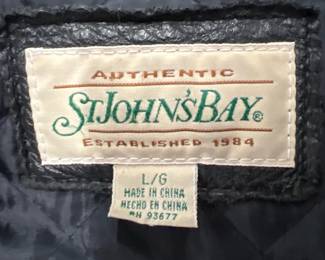 AUTHENTIC
ST.JOHN'S BAY®
ESTABLISHED 1984
L/G
MADE IN CHINA
HECHO EN CHINA
RN 93677